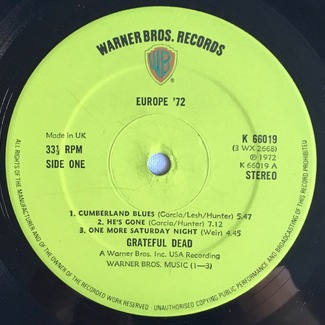 WARNER BROS. RECORDS
WB
EUROPE '72
Made in UK
33⅓ RPM
SIDE ONE
K 66019
(3 WX 2668)
℗ 1972
K 66019 A
STEREO
1. CUMBERLAND BLUES (Garcia/Lesh/Hunter) 5.47
2. HE'S GONE (Garcia/Hunter) 7.12
3. ONE MORE SATURDAY NIGHT (Weir) 4.45
GRATEFUL DEAD
A Warner Bros. Inc. USA Recording
WARNER BROS. MUSIC (1—3)
ALL RIGHTS OF THE MANUFACTURER AND OF THE OWNER OF THE RECORDED WORK RESERVED · UNAUTHORISED COPYING PUBLIC PERFORMANCE AND BROADCASTING OF THIS RECORD PROHIBITED